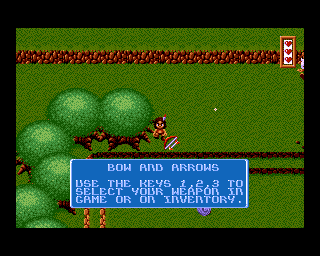 BOW AND ARROWS
USE THE KEYS 1,2,3 TO
SELECT YOUR WEAPON IN
GAME OR ON INVENTORY.